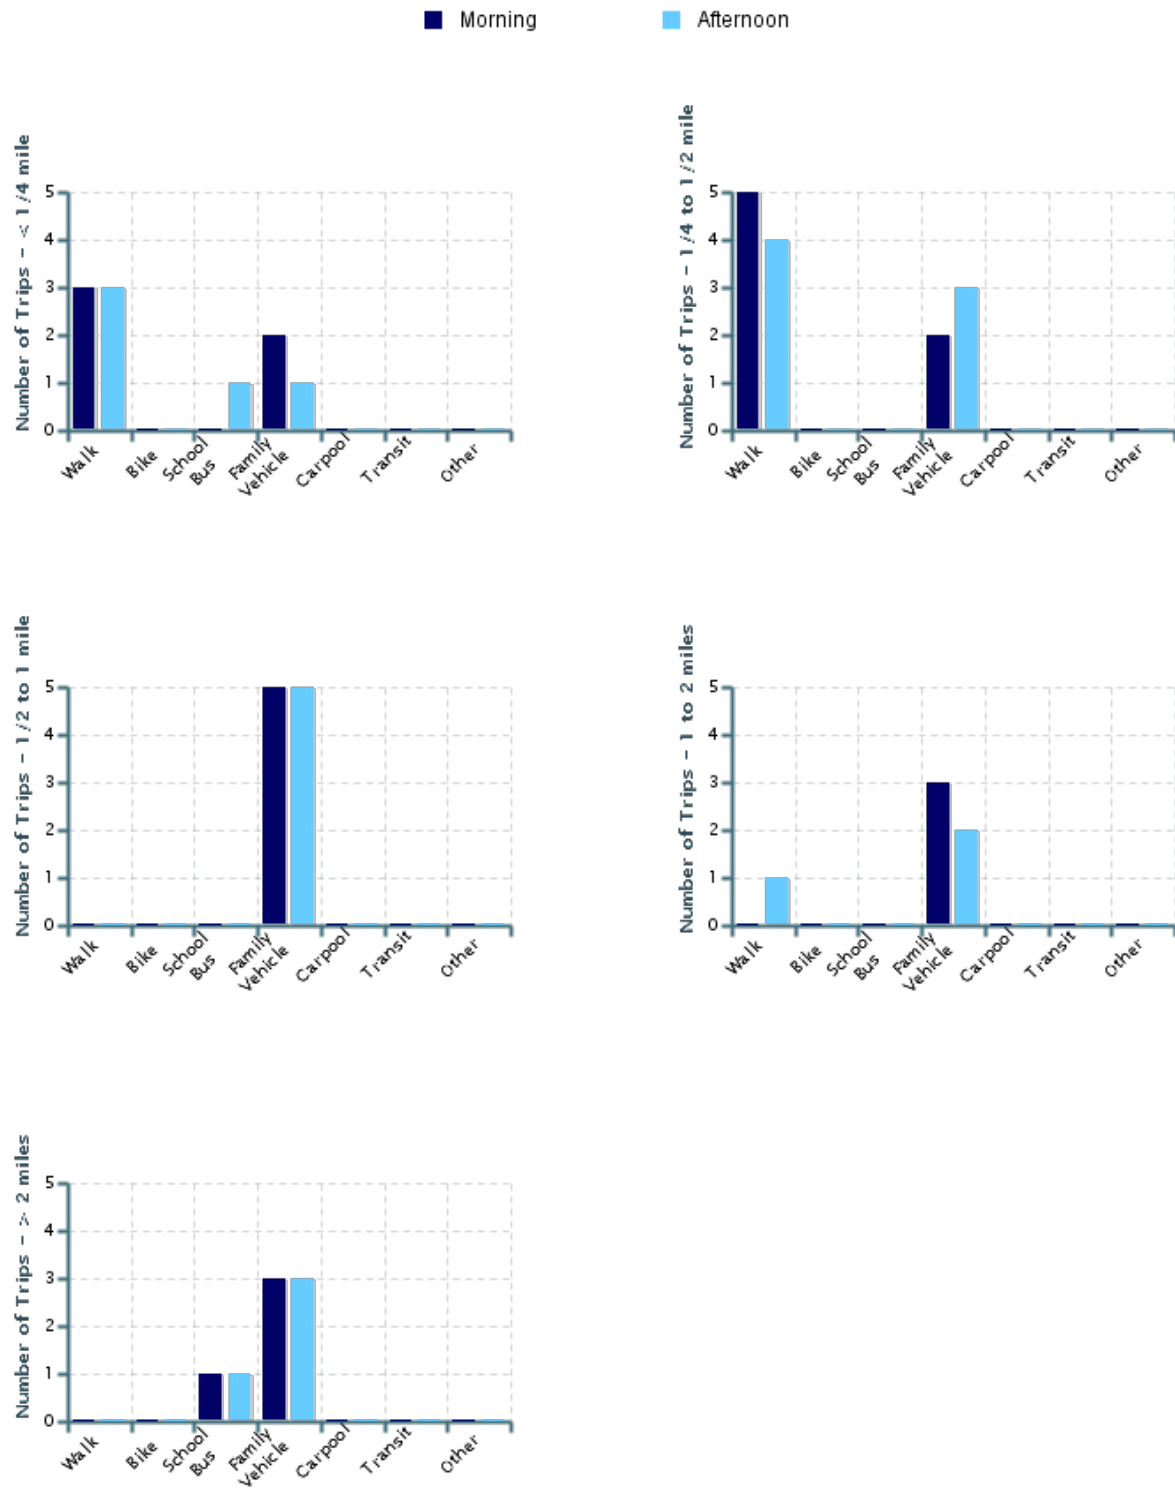 Morning Afternoon
Number of Trips - < 1/4 mile
5
4
3
2
1
0
Walk
Bike
School
Bus
Family
Vehicle
Carpool
Transit
Other
Number of Trips - 1/4 to 1/2 mile
5
4
3
2
1
0
Walk
Bike
School
Bus
Family
Vehicle
Carpool
Transit
Other
Number of Trips - 1/2 to 1 mile
5
4
3
2
1
0
Walk
Bike
School
Bus
Family
Vehicle
Carpool
Transit
Other
Number of Trips - 1 to 2 miles
5
4
3
2
1
0
Walk
Bike
School
Bus
Family
Vehicle
Carpool
Transit
Other
Number of Trips - > 2 miles
5
4
3
2
1
0
Walk
Bike
School
Bus
Family
Vehicle
Carpool
Transit
Other